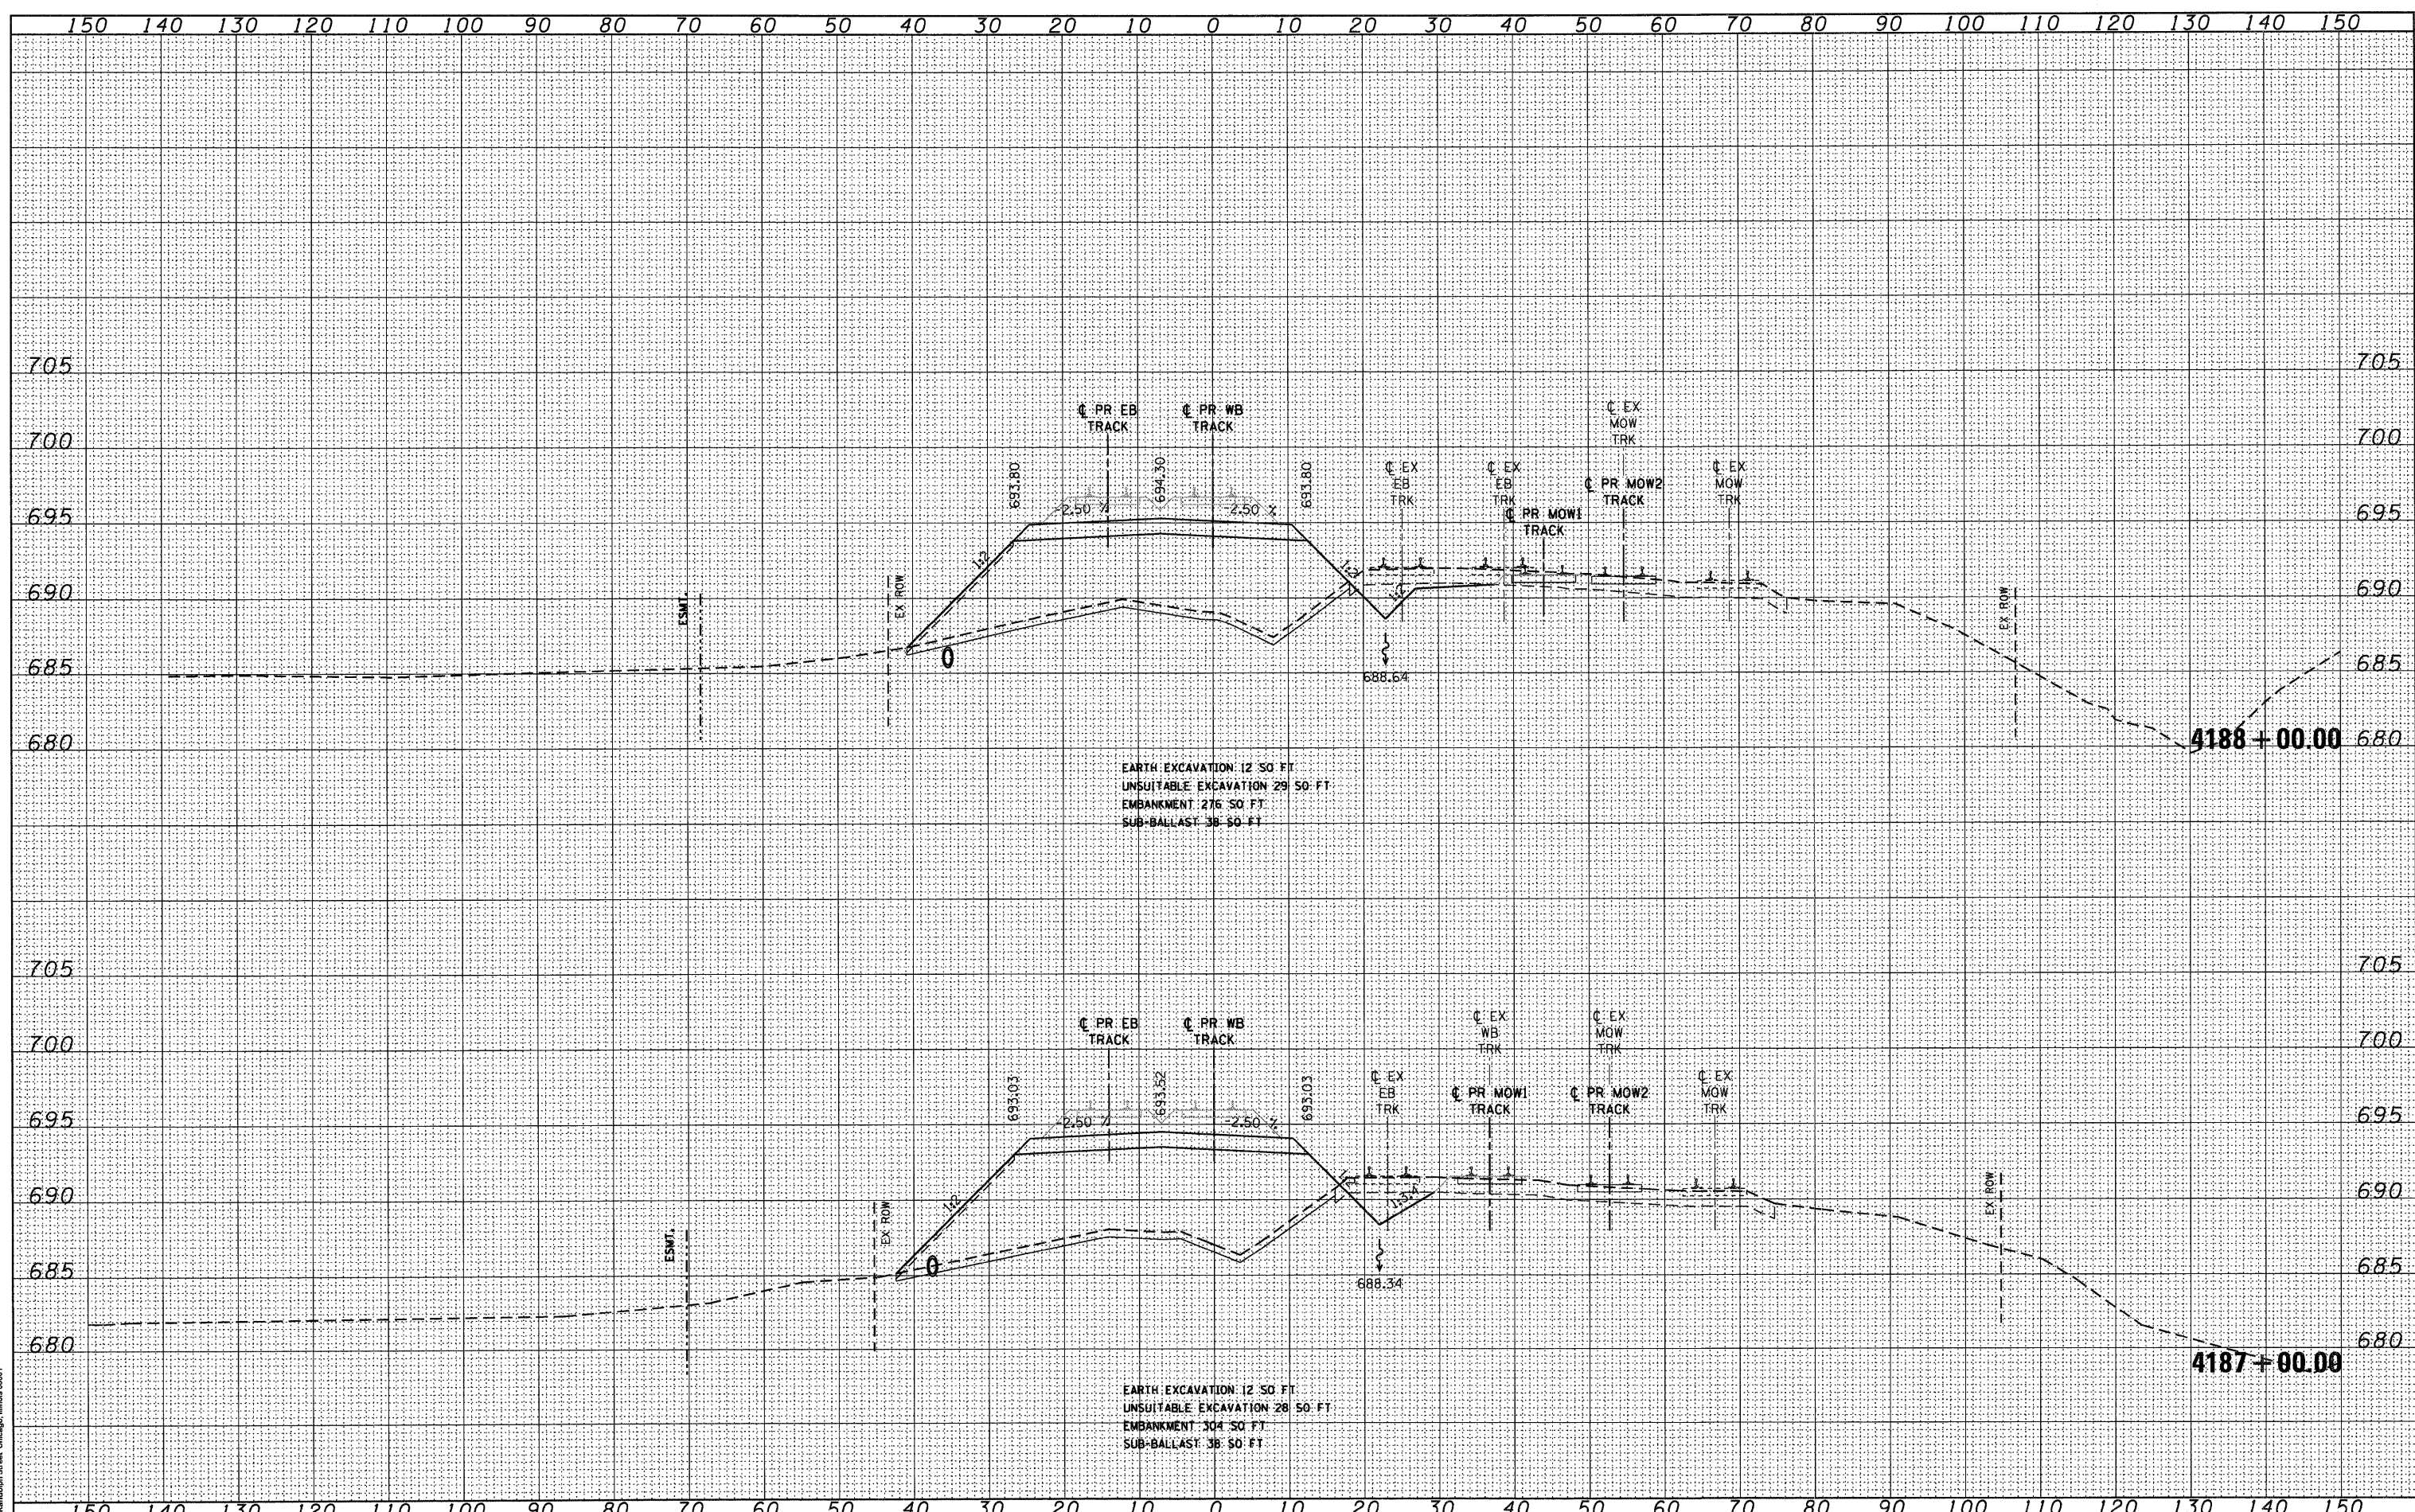 150 140 130 120 110 100 90 80 70 60 50 40 30 20 10 0 10 20 30 40 50 60 70 80 90 100 110 120 130 140 150
705 705
700 700
695 695
690 690
685 685
680 680
℄ PR EB
TRACK
℄ PR WB
TRACK
693.80
694.30
693.80
-2.50 %
-2.50 %
1:2
1:2
1:2
℄ EX
EB
TRK
℄ EX
EB
TRK
℄ PR MOW1
TRACK
℄ EX
MOW
TRK
℄ PR MOW2
TRACK
℄ EX
MOW
TRK
ESMT.
EX ROW
EX ROW
0
688.64
4188+00.00
EARTH EXCAVATION 12 SQ FT
UNSUITABLE EXCAVATION 29 SQ FT
EMBANKMENT 276 SQ FT
SUB-BALLAST 38 SQ FT
705 705
700 700
695 695
690 690
685 685
680 680
℄ PR EB
TRACK
℄ PR WB
TRACK
693.03
693.52
693.03
-2.50 %
-2.50 %
1:2
1:3.4
℄ EX
EB
TRK
℄ EX
WB
TRK
℄ PR MOW1
TRACK
℄ EX
MOW
TRK
℄ PR MOW2
TRACK
℄ EX
MOW
TRK
ESMT.
EX ROW
EX ROW
0
688.34
4187+00.00
EARTH EXCAVATION 12 SQ FT
UNSUITABLE EXCAVATION 28 SQ FT
EMBANKMENT 304 SQ FT
SUB-BALLAST 38 SQ FT
150 140 130 120 110 100 90 80 70 60 50 40 30 20 10 0 10 20 30 40 50 60 70 80 90 100 110 120 130 140 150